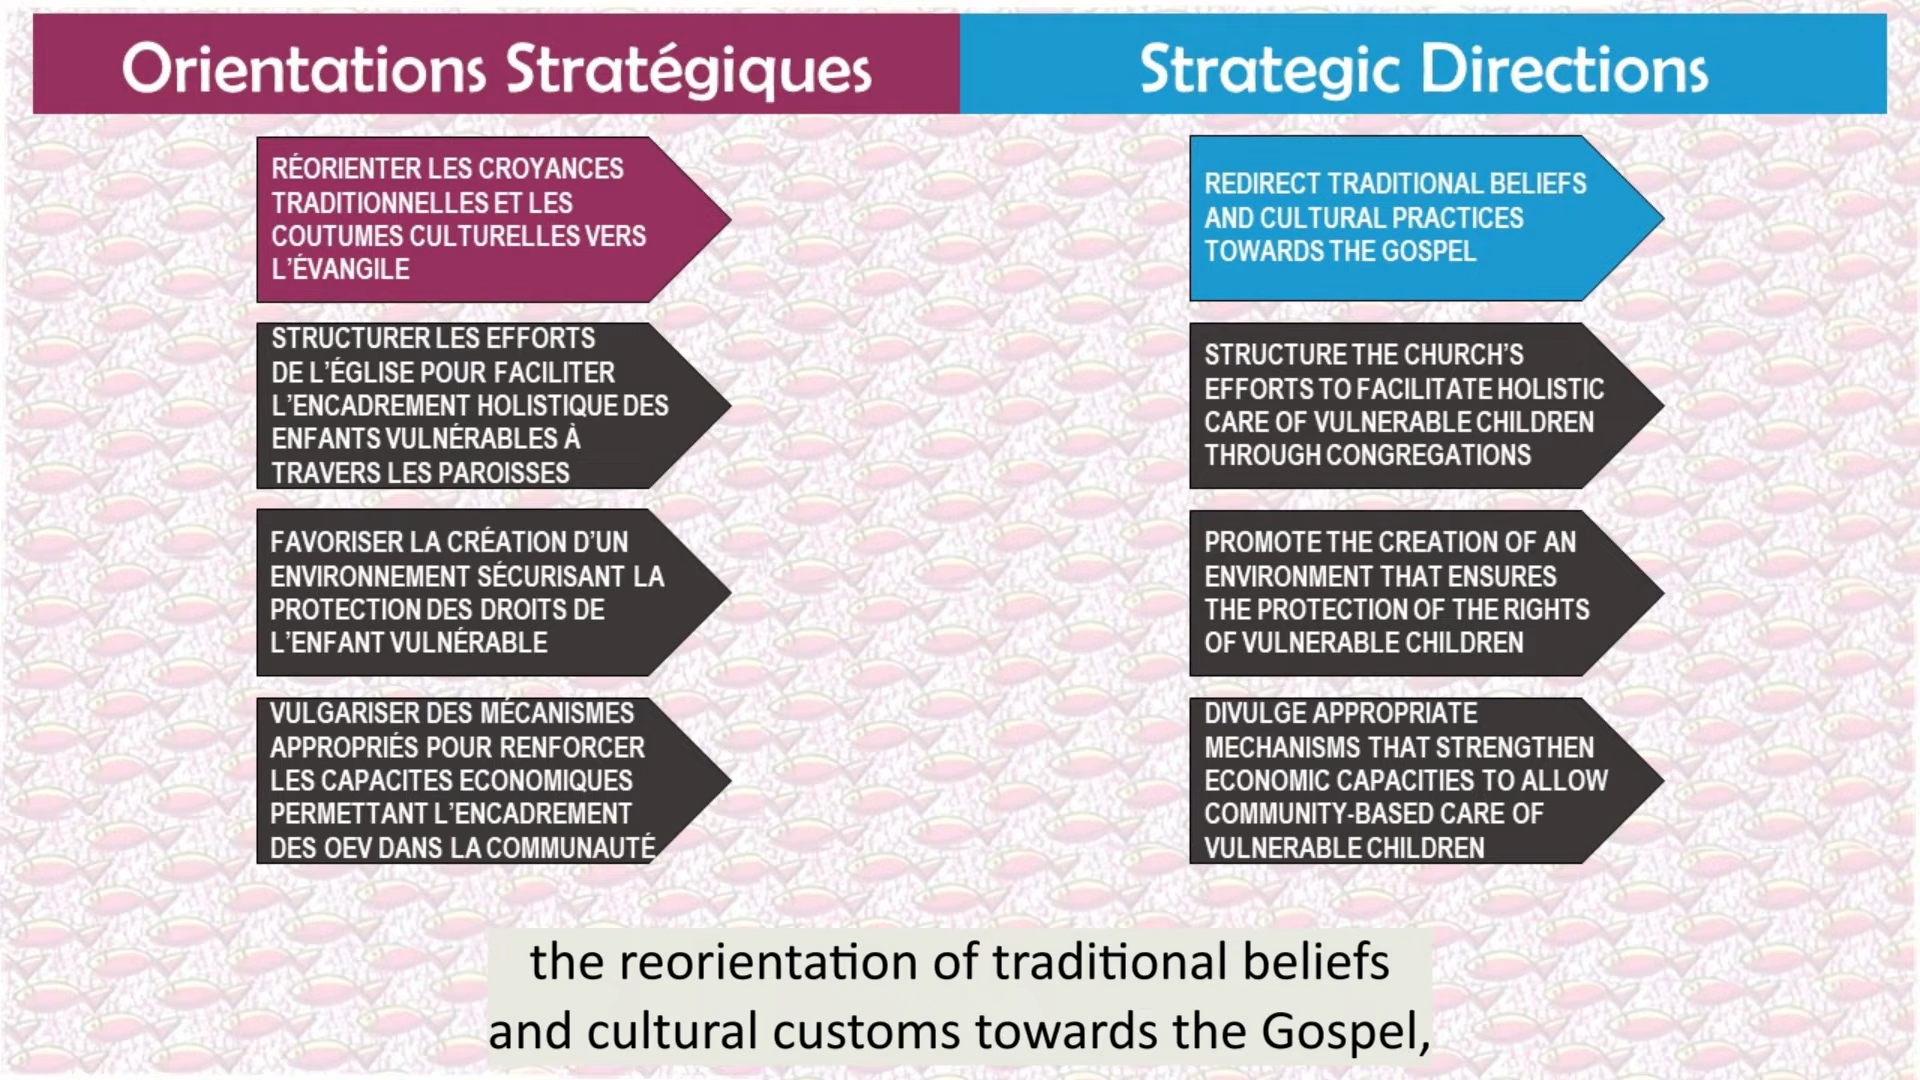 Orientations Stratégiques
RÉORIENTER LES CROYANCES
TRADITIONNELLES ET LES
COUTUMES CULTURELLES VERS
L'ÉVANGILE
STRUCTURER LES EFFORTS
DE L'ÉGLISE POUR FACILITER
L'ENCADREMENT HOLISTIQUE DES
ENFANTS VULNÉRABLES À
TRAVERS LES PAROISSES
FAVORISER LA CRÉATION D'UN
ENVIRONNEMENT SÉCURISANT LA
PROTECTION DES DROITS DE
L'ENFANT VULNÉRABLE
VULGARISER DES MÉCANISMES
APPROPRIÉS POUR RENFORCER
LES CAPACITES ECONOMIQUES
PERMETTANT L'ENCADREMENT
DES OEV DANS LA COMMUNAUTÉ
Strategic Directions
REDIRECT TRADITIONAL BELIEFS
AND CULTURAL PRACTICES
TOWARDS THE GOSPEL
STRUCTURE THE CHURCH'S
EFFORTS TO FACILITATE HOLISTIC
CARE OF VULNERABLE CHILDREN
THROUGH CONGREGATIONS
PROMOTE THE CREATION OF AN
ENVIRONMENT THAT ENSURES
THE PROTECTION OF THE RIGHTS
OF VULNERABLE CHILDREN
DIVULGE APPROPRIATE
MECHANISMS THAT STRENGTHEN
ECONOMIC CAPACITIES TO ALLOW
COMMUNITY-BASED CARE OF
VULNERABLE CHILDREN
the reorientation of traditional beliefs
and cultural customs towards the Gospel,